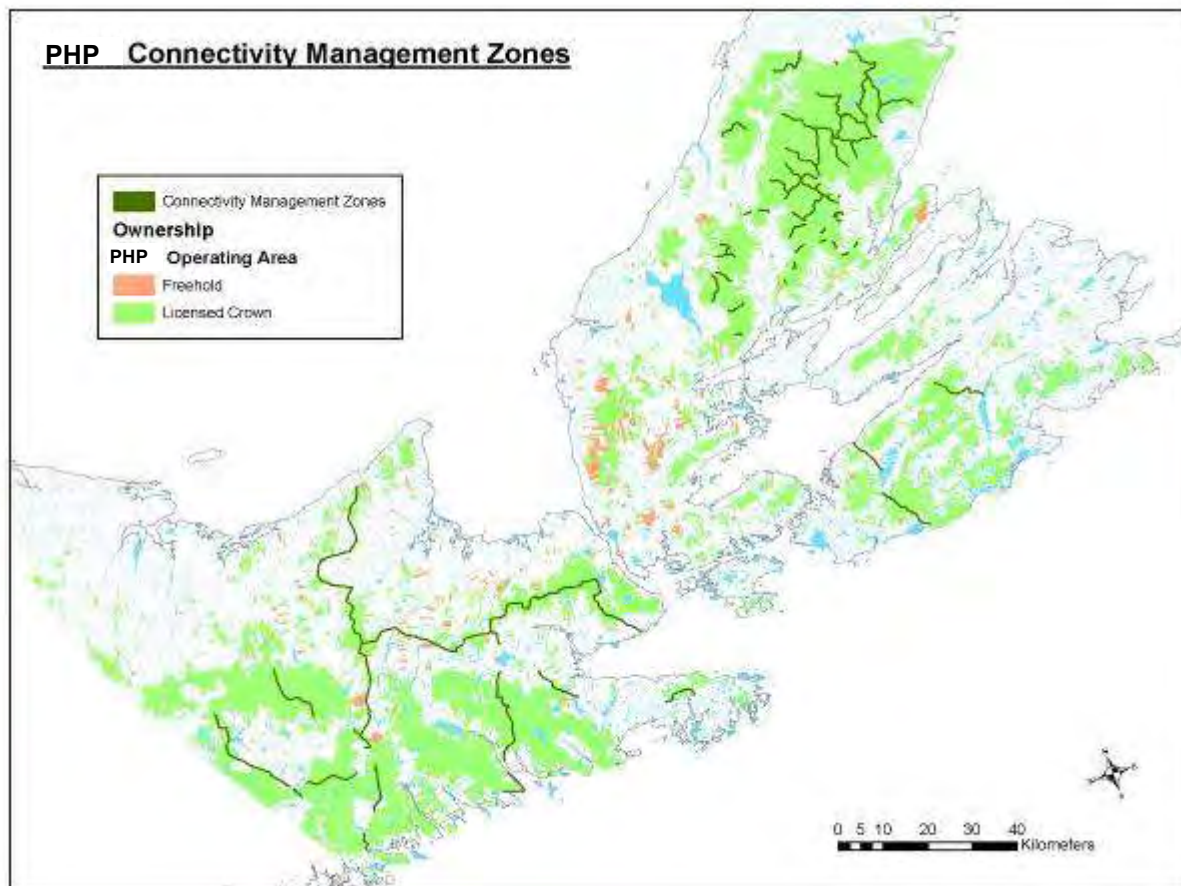 PHP Connectivity Management Zones
Connectivity Management Zones
Ownership
PHP Operating Area
Freehold
Licensed Crown
0 5 10 20 30 40
Kilometers